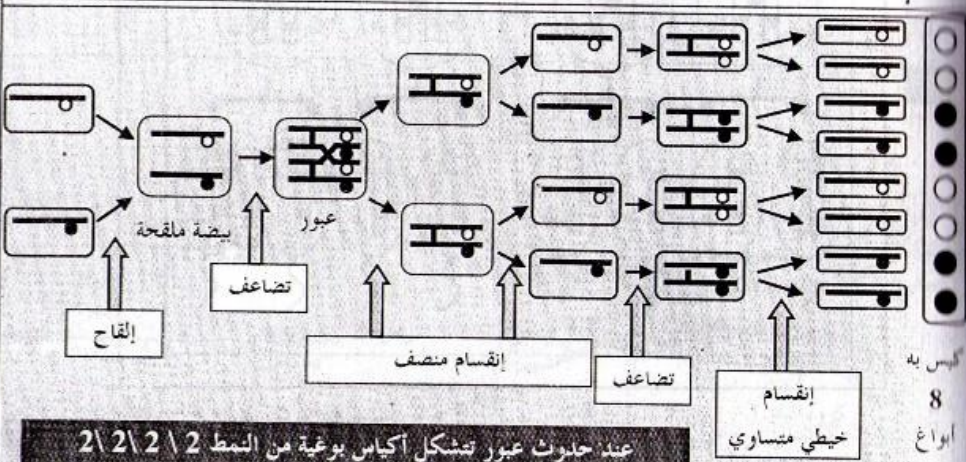 بيضة ملقحة
عبور
تضاعف
إلقاح
إنقسام منصف
تضاعف
إنقسام
خيطي متساوي
كيس به
8
أبواغ
عند حدوث عبور تتشكل أكياس بوغية من النمط 2 \ 2 \ 2 \ 2